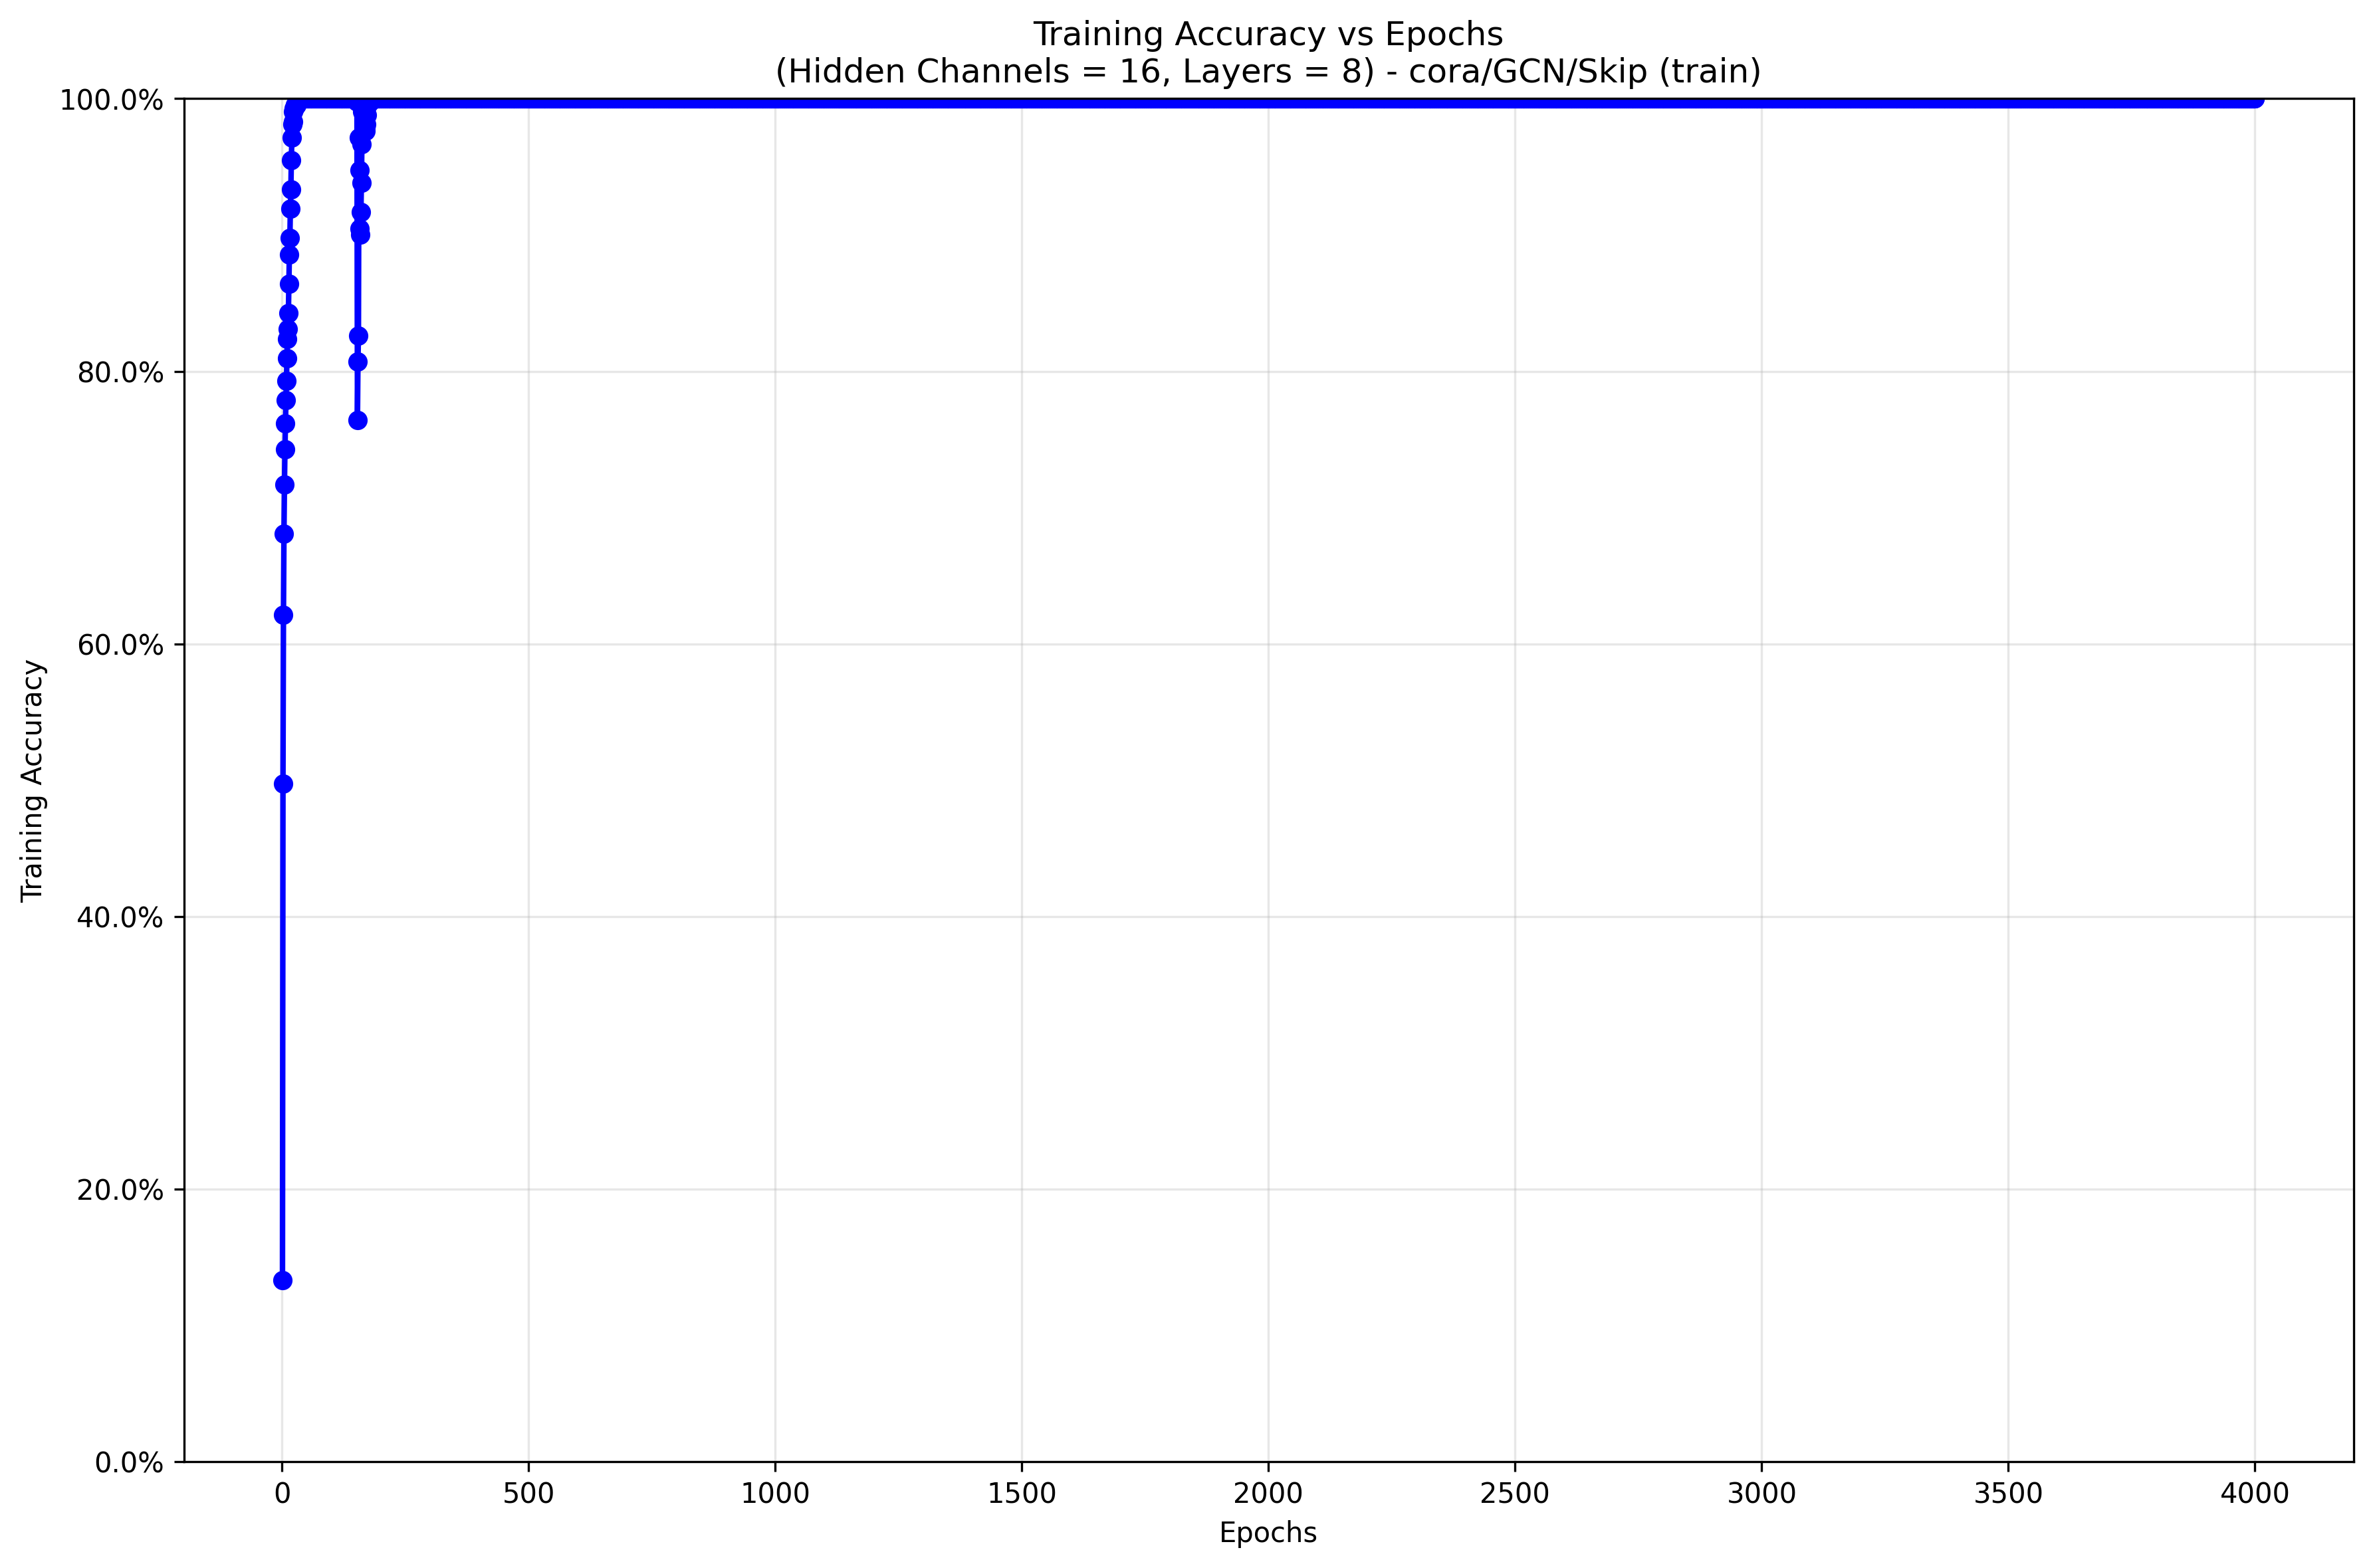 Training Accuracy vs Epochs
(Hidden Channels = 16, Layers = 8) - cora/GCN/Skip (train)
100.0%
80.0%
60.0%
40.0%
20.0%
0.0%
Training Accuracy
0 500 1000 1500 2000 2500 3000 3500 4000
Epochs